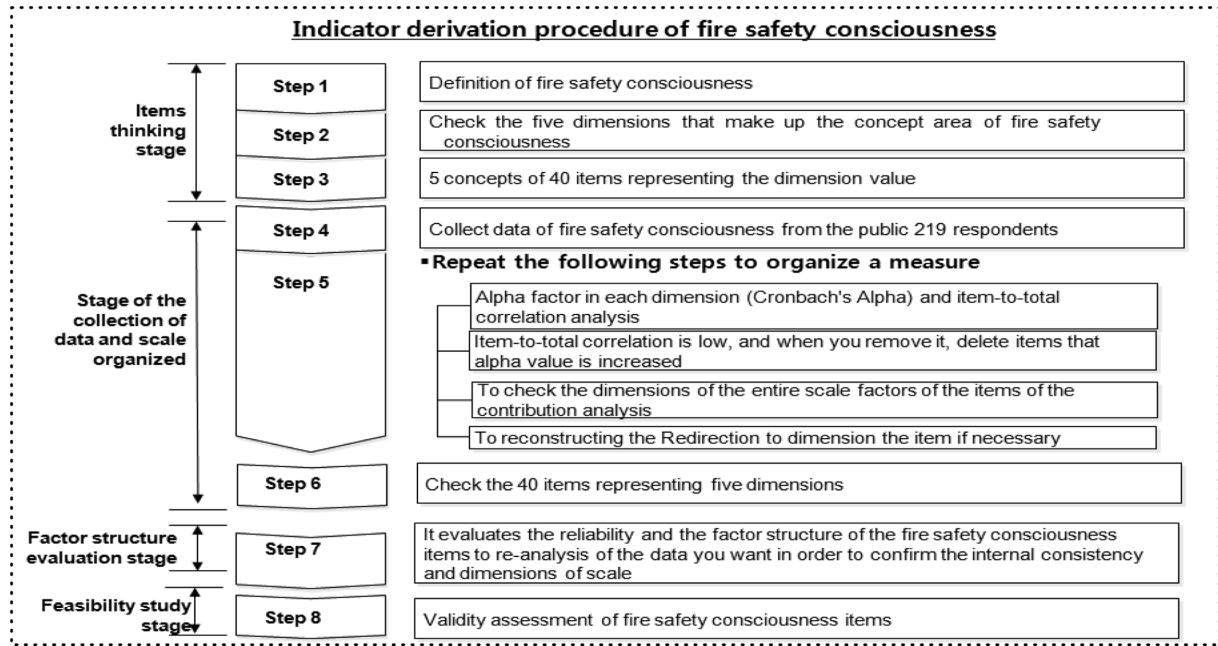 Indicator derivation procedure of fire safety consciousness
Items
thinking
stage
Step 1
Definition of fire safety consciousness
Step 2
Check the five dimensions that make up the concept area of fire safety
consciousness
Step 3
5 concepts of 40 items representing the dimension value
Stage of the
collection of
data and scale
organized
Step 4
Collect data of fire safety consciousness from the public 219 respondents
Step 5
▪Repeat the following steps to organize a measure
Alpha factor in each dimension (Cronbach's Alpha) and item-to-total
correlation analysis
Item-to-total correlation is low, and when you remove it, delete items that
alpha value is increased
To check the dimensions of the entire scale factors of the items of the
contribution analysis
To reconstructing the Redirection to dimension the item if necessary
Step 6
Check the 40 items representing five dimensions
Factor structure
evaluation stage
Step 7
It evaluates the reliability and the factor structure of the fire safety consciousness
items to re-analysis of the data you want in order to confirm the internal consistency
and dimensions of scale
Feasibility study
stage
Step 8
Validity assessment of fire safety consciousness items